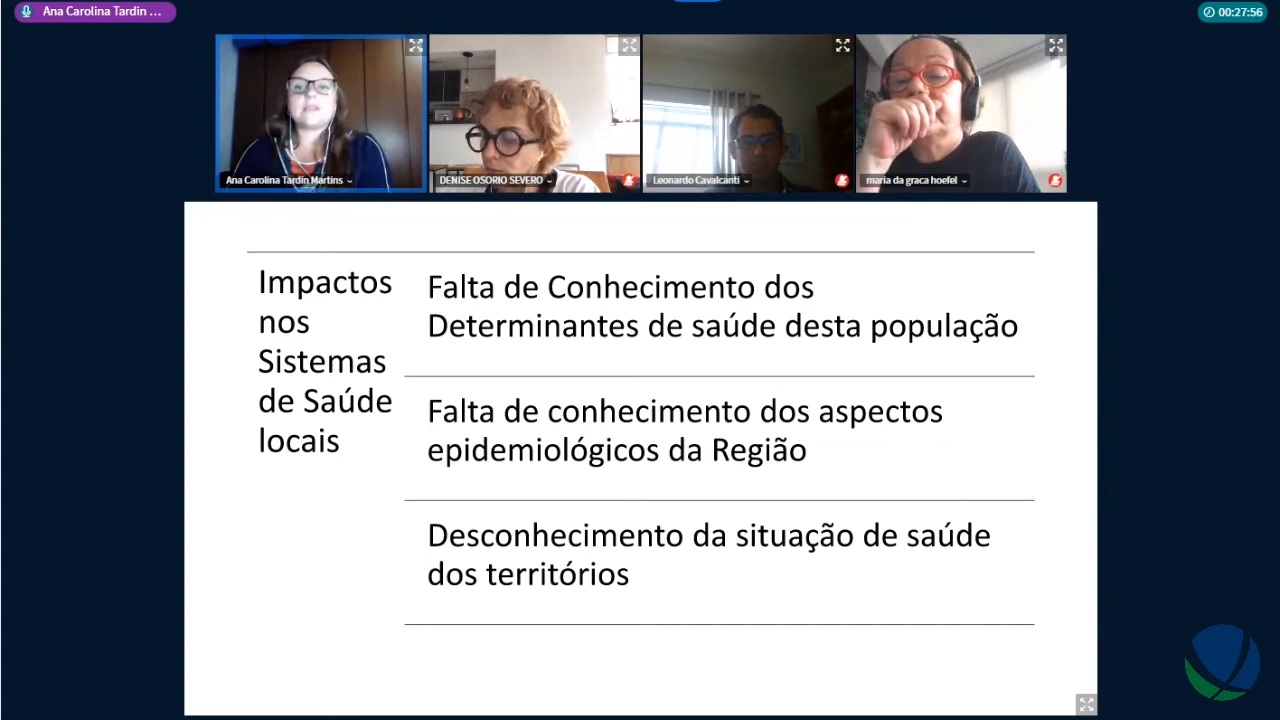 Ana Carolina Tardin ...
00:27:56
Ana Carolina Tardin Martins
DENISE OSORIO SEVERO
Leonardo Cavalcanti
maria da graca hoefel
Impactos
nos
Sistemas
de Saúde
locais
Falta de Conhecimento dos
Determinantes de saúde desta população
Falta de conhecimento dos aspectos
epidemiológicos da Região
Desconhecimento da situação de saúde
dos territórios